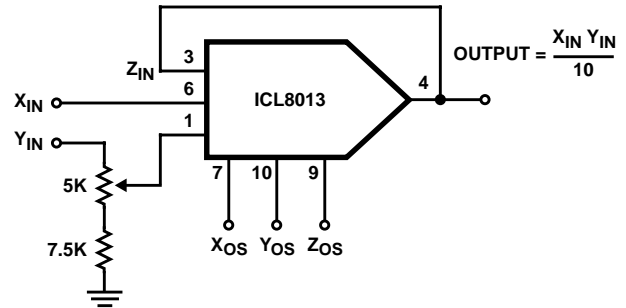 3
Z_IN
4
OUTPUT = X_IN Y_IN / 10
X_IN
6
ICL8013
Y_IN
1
5K
7
10
9
7.5K
X_OS
Y_OS
Z_OS